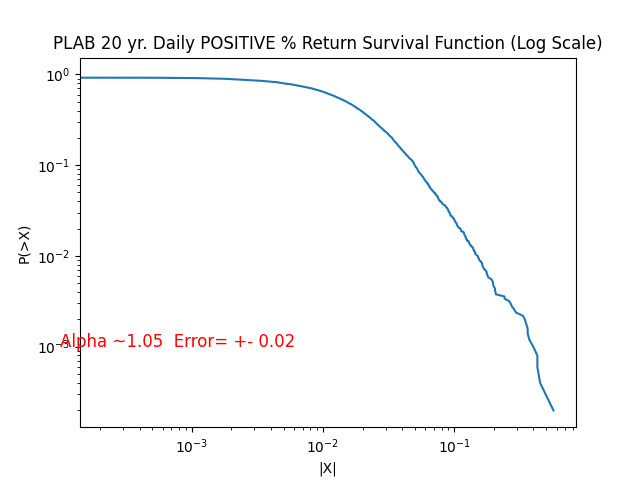 PLAB 20 yr. Daily POSITIVE % Return Survival Function (Log Scale)
10⁰
10⁻¹
10⁻²
10⁻³
P(>X)
Alpha ~1.05  Error= +- 0.02
10⁻³
10⁻²
10⁻¹
|X|